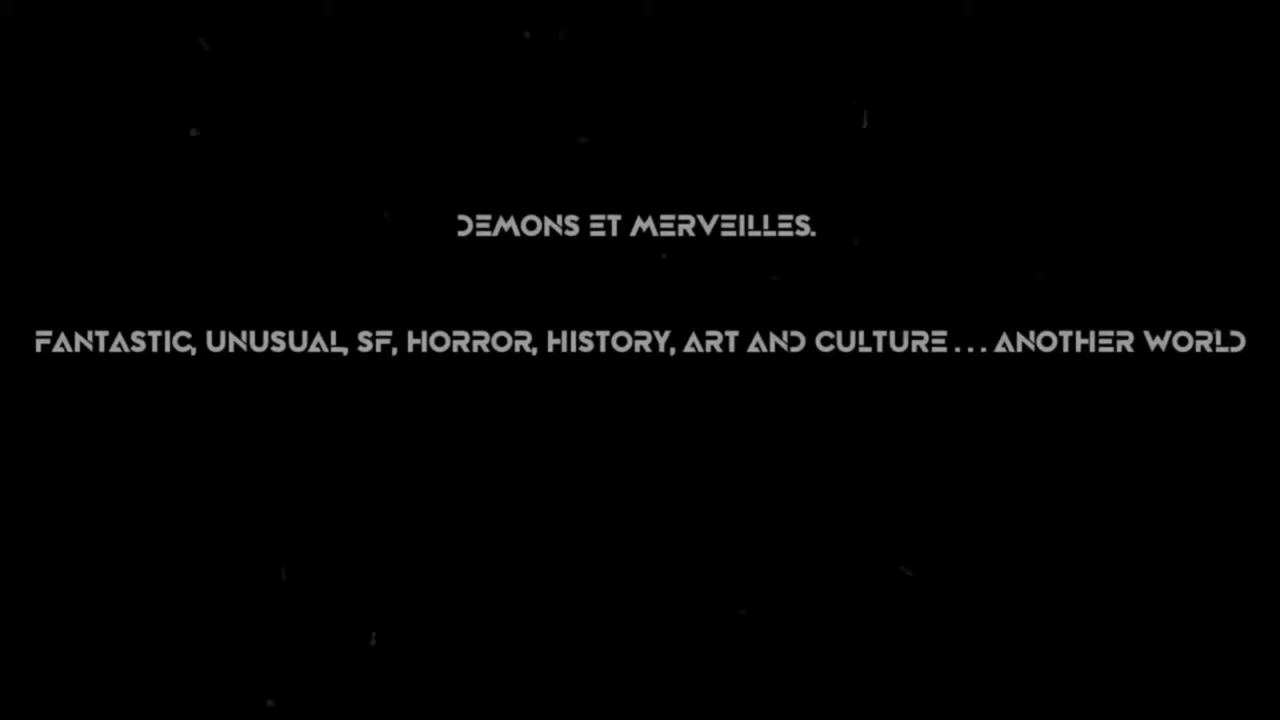 DEMONS ET MERVEILLES.
FANTASTIC, UNUSUAL, SF, HORROR, HISTORY, ART AND CULTURE . . . ANOTHER WORLD